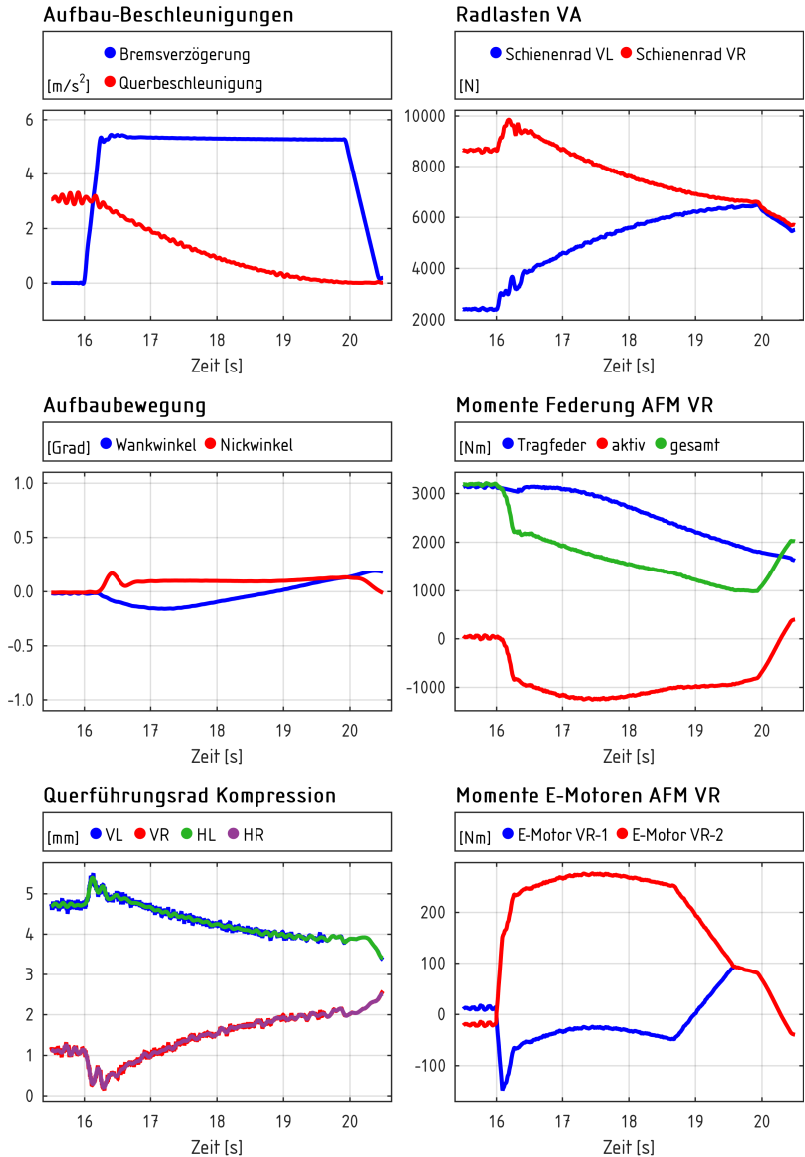 Aufbau-Beschleunigungen
Bremsverzögerung
[m/s²] Querbeschleunigung
6
4
2
0
16 17 18 19 20
Zeit [s]
Radlasten VA
Schienenrad VL Schienenrad VR
[N]
10000
8000
6000
4000
2000
16 17 18 19 20
Zeit [s]
Aufbaubewegung
[Grad] Wankwinkel Nickwinkel
1.0
0.5
0.0
-0.5
-1.0
16 17 18 19 20
Zeit [s]
Momente Federung AFM VR
[Nm] Tragfeder aktiv gesamt
3000
2000
1000
0
-1000
16 17 18 19 20
Zeit [s]
Querführungsrad Kompression
[mm] VL VR HL HR
5
4
3
2
1
0
16 17 18 19 20
Zeit [s]
Momente E-Motoren AFM VR
[Nm] E-Motor VR-1 E-Motor VR-2
200
100
0
-100
16 17 18 19 20
Zeit [s]